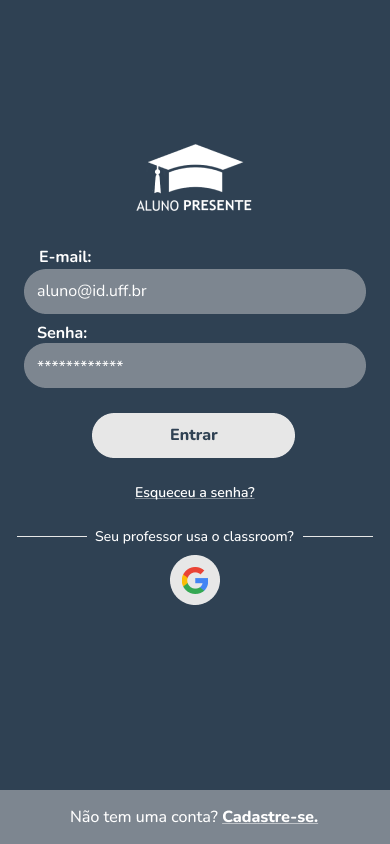 ALUNO PRESENTE
E-mail:
aluno@id.uff.br
Senha:
************
Entrar
Esqueceu a senha?
Seu professor usa o classroom?
G
Não tem uma conta? Cadastre-se.